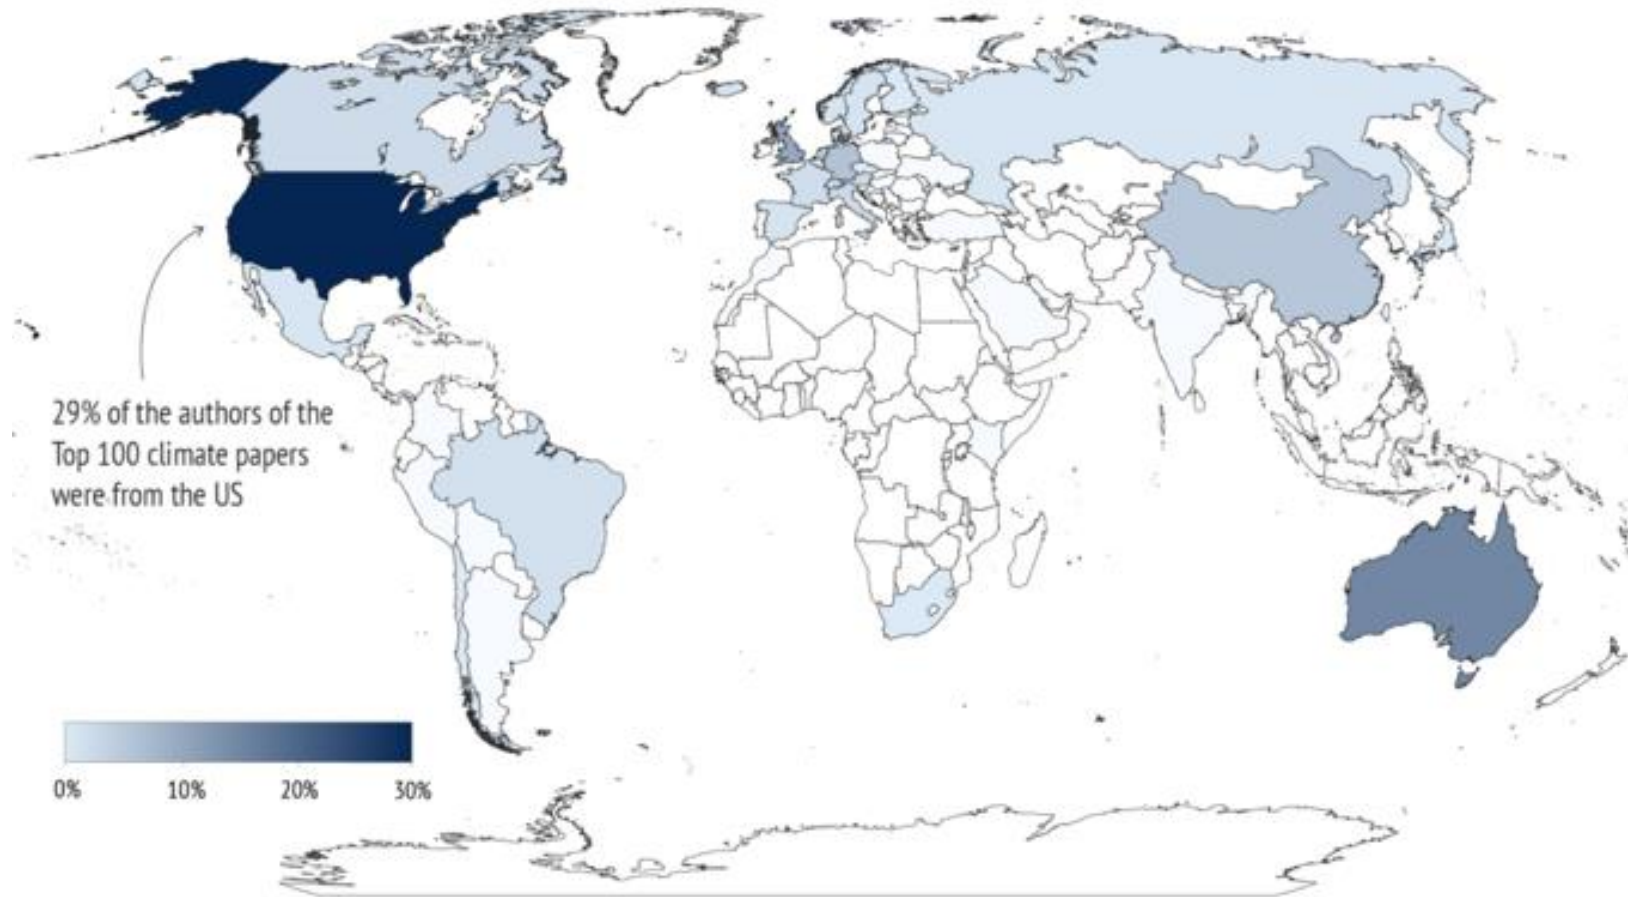 29% of the authors of the
Top 100 climate papers
were from the US
0% 10% 20% 30%